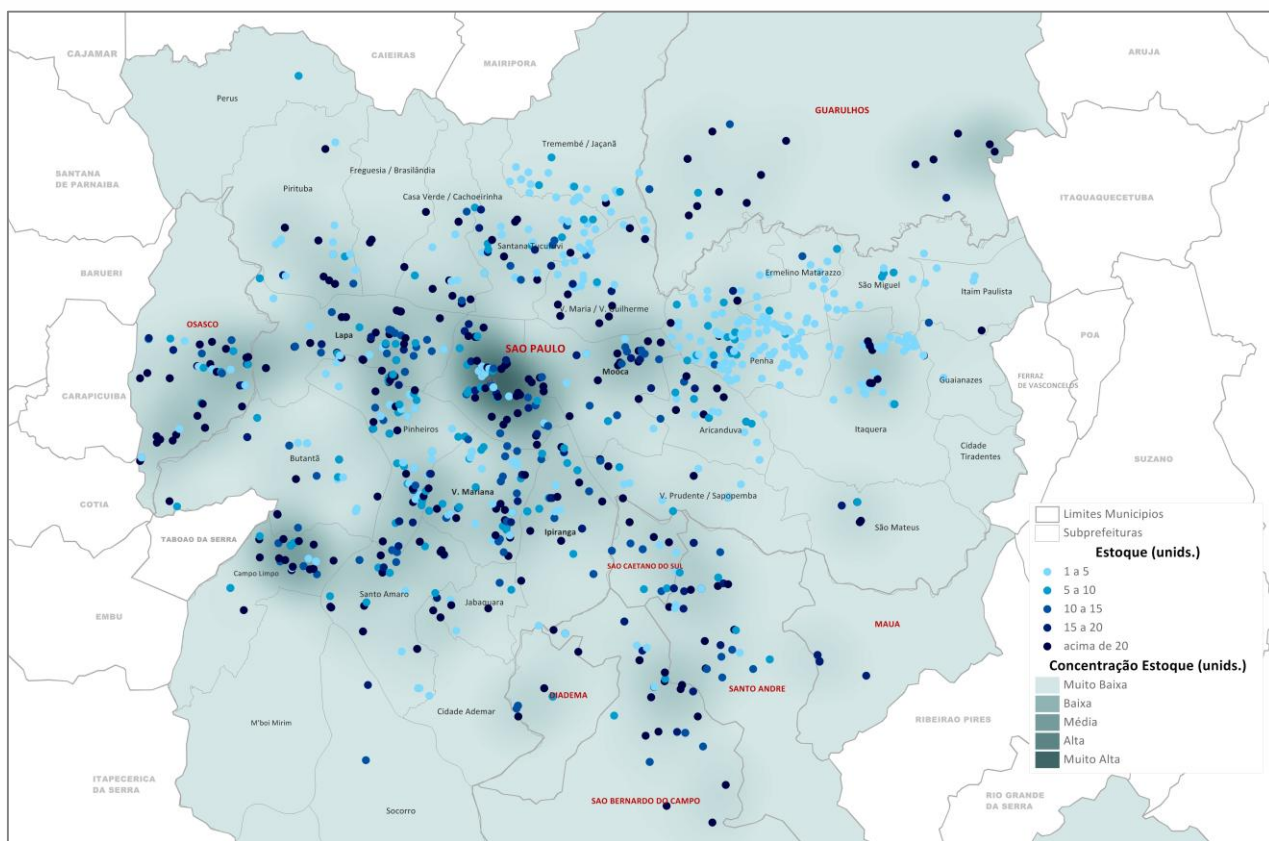 CAJAMAR
CAIEIRAS
MAIRIPORA
ARUJA
Perus
GUARULHOS
Tremembé / Jaçanã
Freguesia / Brasilândia
SANTANA
DE PARNAIBA
Pirituba
Casa Verde / Cachoeirinha
ITAQUAQUECETUBA
Santana-Tucuruvi
BARUERI
Ermelino Matarazzo
São Miguel
Itaim Paulista
V. Maria / V. Guilherme
OSASCO
Lapa
SAO PAULO
POA
Penha
Moóca
FERRAZ
DE VASCONCELOS
Guaianazes
CARAPICUIBA
Pinheiros
Aricanduva
Itaquera
Cidade
Tiradentes
Butantã
SUZANO
V. Mariana
V. Prudente / Sapopemba
COTIA
São Mateus
Ipiranga
TABOAO DA SERRA
SAO CAETANO DO SUL
Campo Limpo
Santo Amaro
Jabaquara
EMBU
MAUA
SANTO ANDRE
DIADEMA
Cidade Ademar
M'boi Mirim
RIBEIRAO PIRES
ITAPECERICA
DA SERRA
SAO BERNARDO DO CAMPO
RIO GRANDE
DA SERRA
Socorro
Limites Municipios
Subprefeituras
Estoque (unids.)
1 a 5
5 a 10
10 a 15
15 a 20
acima de 20
Concentração Estoque (unids.)
Muito Baixa
Baixa
Média
Alta
Muito Alta